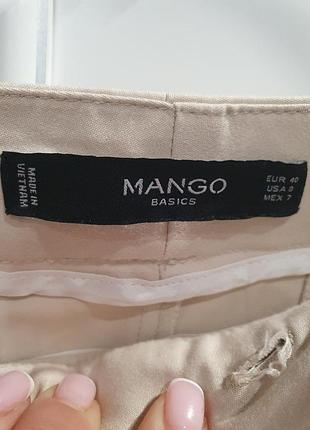 MADE IN
VIETNAM
MANGO
BASICS
EUR 40
USA 8
MEX 7